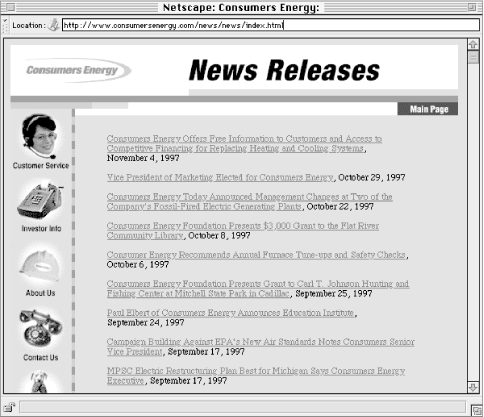 Netscape: Consumers Energy:
Location: http://www.consumersenergy.com/news/news/index.html
Consumers Energy
News Releases
Main Page
Customer Service
Investor Info
About Us
Contact Us
Consumers Energy Offers Free Information to Customers and Access to
Competitive Financing for Replacing Heating and Cooling Systems,
November 4, 1997
Vice President of Marketing Elected for Consumers Energy, October 29, 1997
Consumers Energy Today Announced Management Changes at Two of the
Company's Fossil-Fired Electric Generating Plants, October 22, 1997
Consumers Energy Foundation Presents $3,000 Grant to the Flat River
Community Library, October 8, 1997
Consumer Energy Recommends Annual Furnace Tune-ups and Safety Checks,
October 6, 1997
Consumers Energy Foundation Presents Grant to Carl T. Johnson Hunting and
Fishing Center at Mitchell State Park in Cadillac, September 25, 1997
Paul Elbert of Consumers Energy Announces Education Institute,
September 24, 1997
Campaign Building Against EPA's New Air Standards Notes Consumers Senior
Vice President, September 17, 1997
MPSC Electric Restructuring Plan Best for Michigan Says Consumers Energy
Executive, September 17, 1997